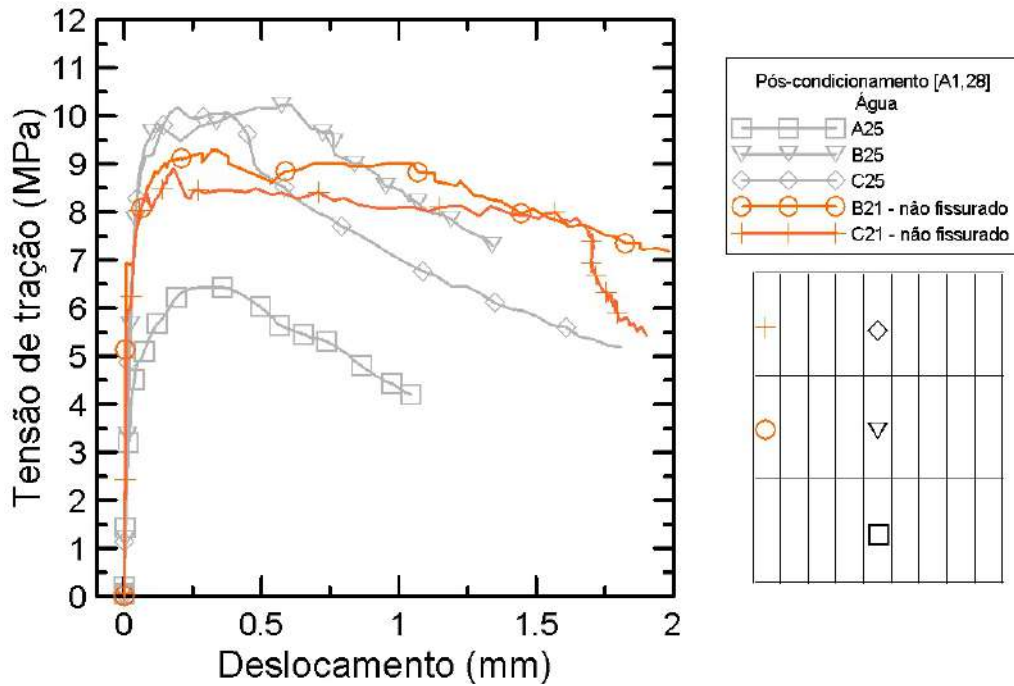 12
11
10
9
8
7
6
5
4
3
2
1
0
Tensão de tração (MPa)
0 0.5 1 1.5 2
Deslocamento (mm)
Pós-condicionamento [A1,28]
Água
A25
B25
C25
B21 - não fissurado
C21 - não fissurado